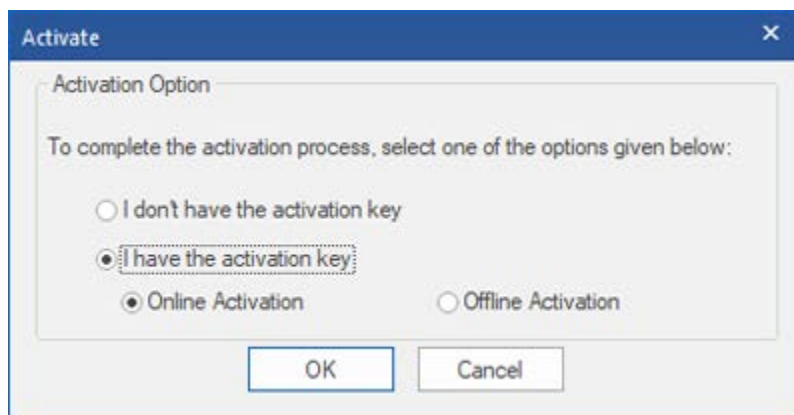 Activate
Activation Option
To complete the activation process, select one of the options given below:
I don't have the activation key
I have the activation key
Online Activation Offline Activation
OK Cancel